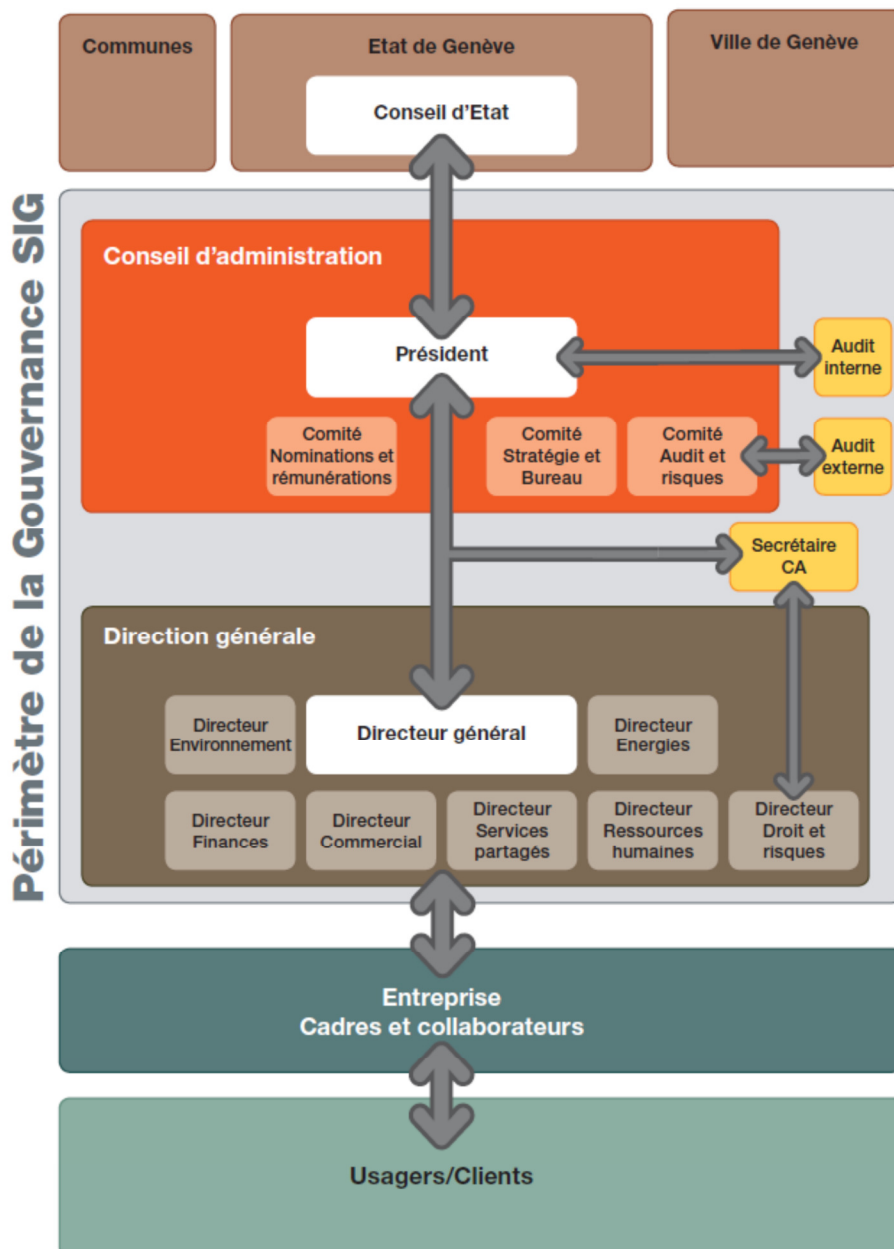 Communes
Etat de Genève
Ville de Genève
Conseil d'Etat
Périmètre de la Gouvernance SIG
Conseil d'administration
Président
Audit
interne
Comité
Nominations et
rémunérations
Comité
Stratégie et
Bureau
Comité
Audit et
risques
Audit
externe
Secrétaire
CA
Direction générale
Directeur
Environnement
Directeur général
Directeur
Energies
Directeur
Finances
Directeur
Commercial
Directeur
Services
partagés
Directeur
Ressources
humaines
Directeur
Droit et
risques
Entreprise
Cadres et collaborateurs
Usagers/Clients